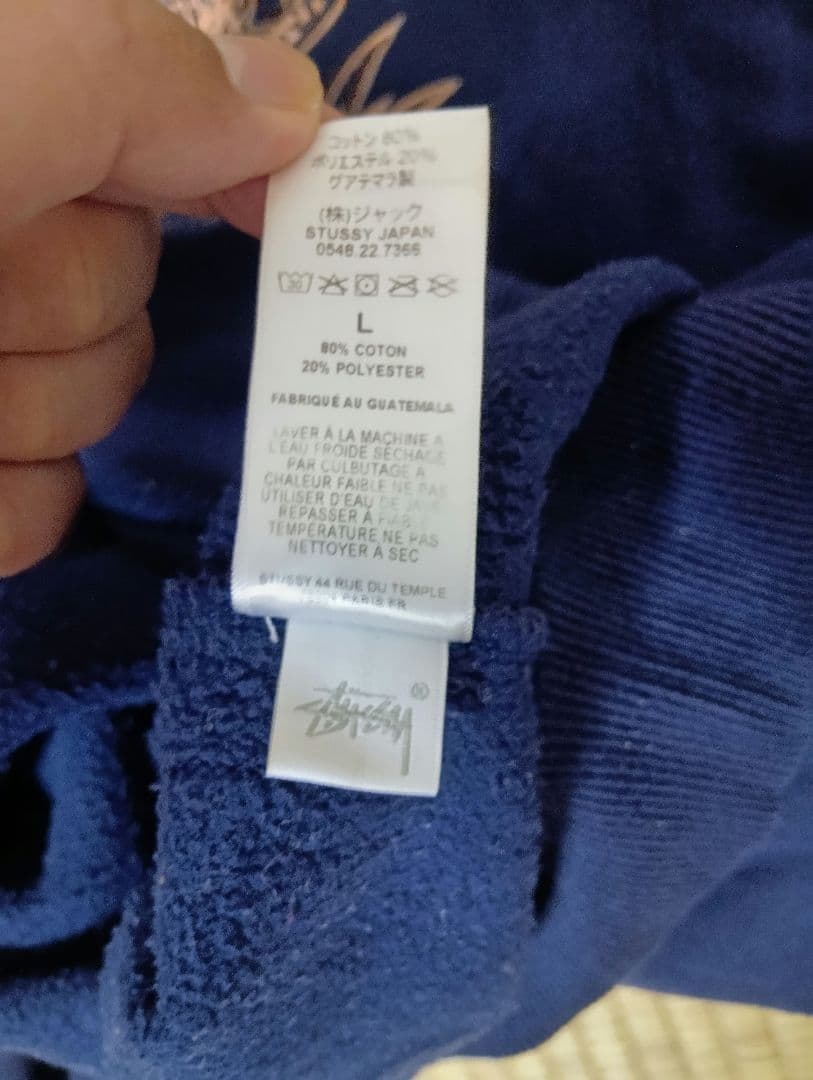 コットン 80%
ポリエステル 20%
グアテマラ製
(株)ジャック
STUSSY JAPAN
0548.22.7366
30
L
80% COTON
20% POLYESTER
FABRIQUÉ AU GUATEMALA
LAVER À LA MACHINE A
L'EAU FROIDE SÉCHAGE
PAR CULBUTAGE A
CHALEUR FAIBLE NE PAS
UTILISER D'EAU DE JAVEL
REPASSER À FIABLE
TEMPÉRATURE NE PAS
NETTOYER A SEC
STUSSY 44 RUE DU TEMPLE
PARIS FR
Stüssy ®